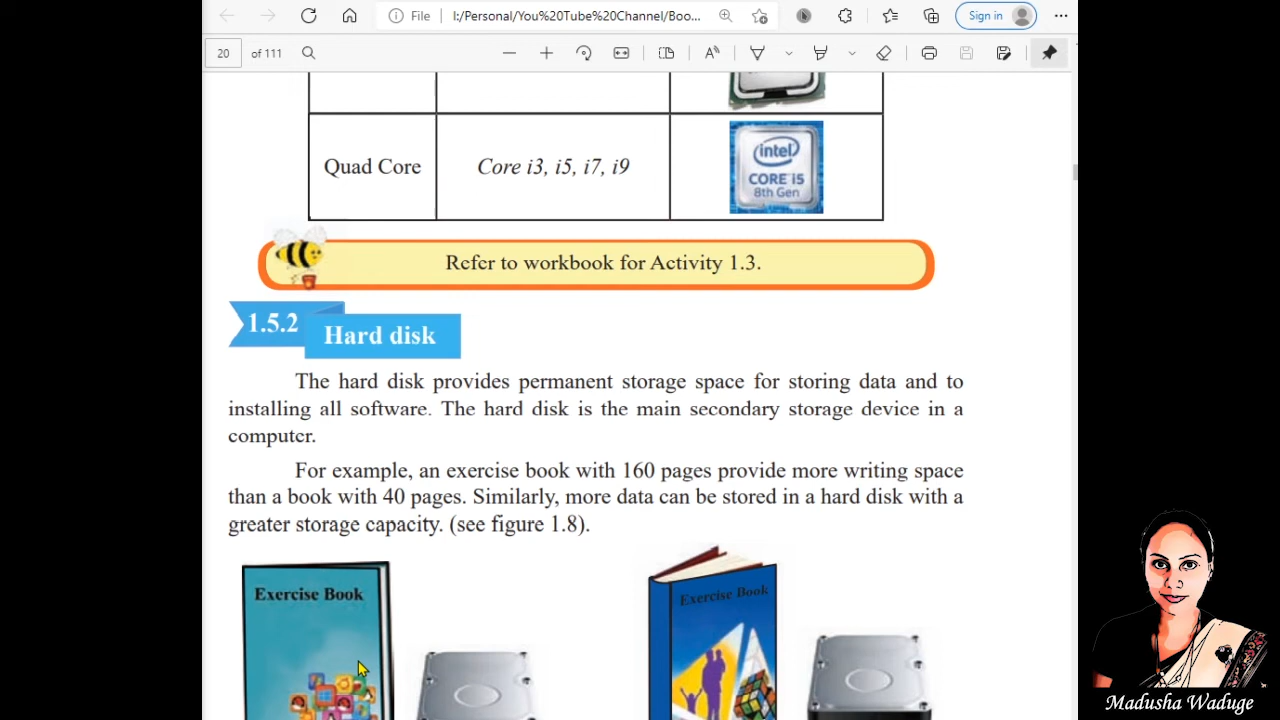 File
I:/Personal/You%20Tube%20Channel/Boo...
Sign in
20 of 111
Quad Core
Core i3, i5, i7, i9
intel
CORE i5
8th Gen
Refer to workbook for Activity 1.3.
1.5.2
Hard disk
The hard disk provides permanent storage space for storing data and to
installing all software. The hard disk is the main secondary storage device in a
computer.
For example, an exercise book with 160 pages provide more writing space
than a book with 40 pages. Similarly, more data can be stored in a hard disk with a
greater storage capacity. (see figure 1.8).
Exercise Book
Exercise Book
Madusha Waduge